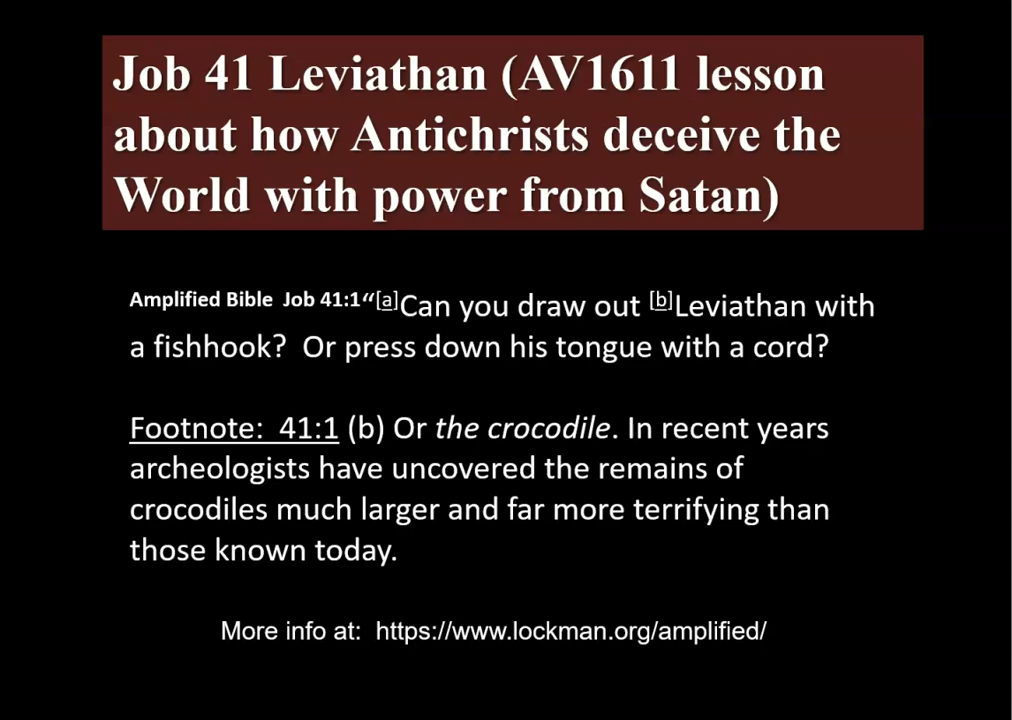 Job 41 Leviathan (AV1611 lesson
about how Antichrists deceive the
World with power from Satan)
Amplified Bible  Job 41:1“[a]Can you draw out [b]Leviathan with
a fishhook?  Or press down his tongue with a cord?
Footnote:  41:1 (b) Or the crocodile. In recent years
archeologists have uncovered the remains of
crocodiles much larger and far more terrifying than
those known today.
More info at:  https://www.lockman.org/amplified/